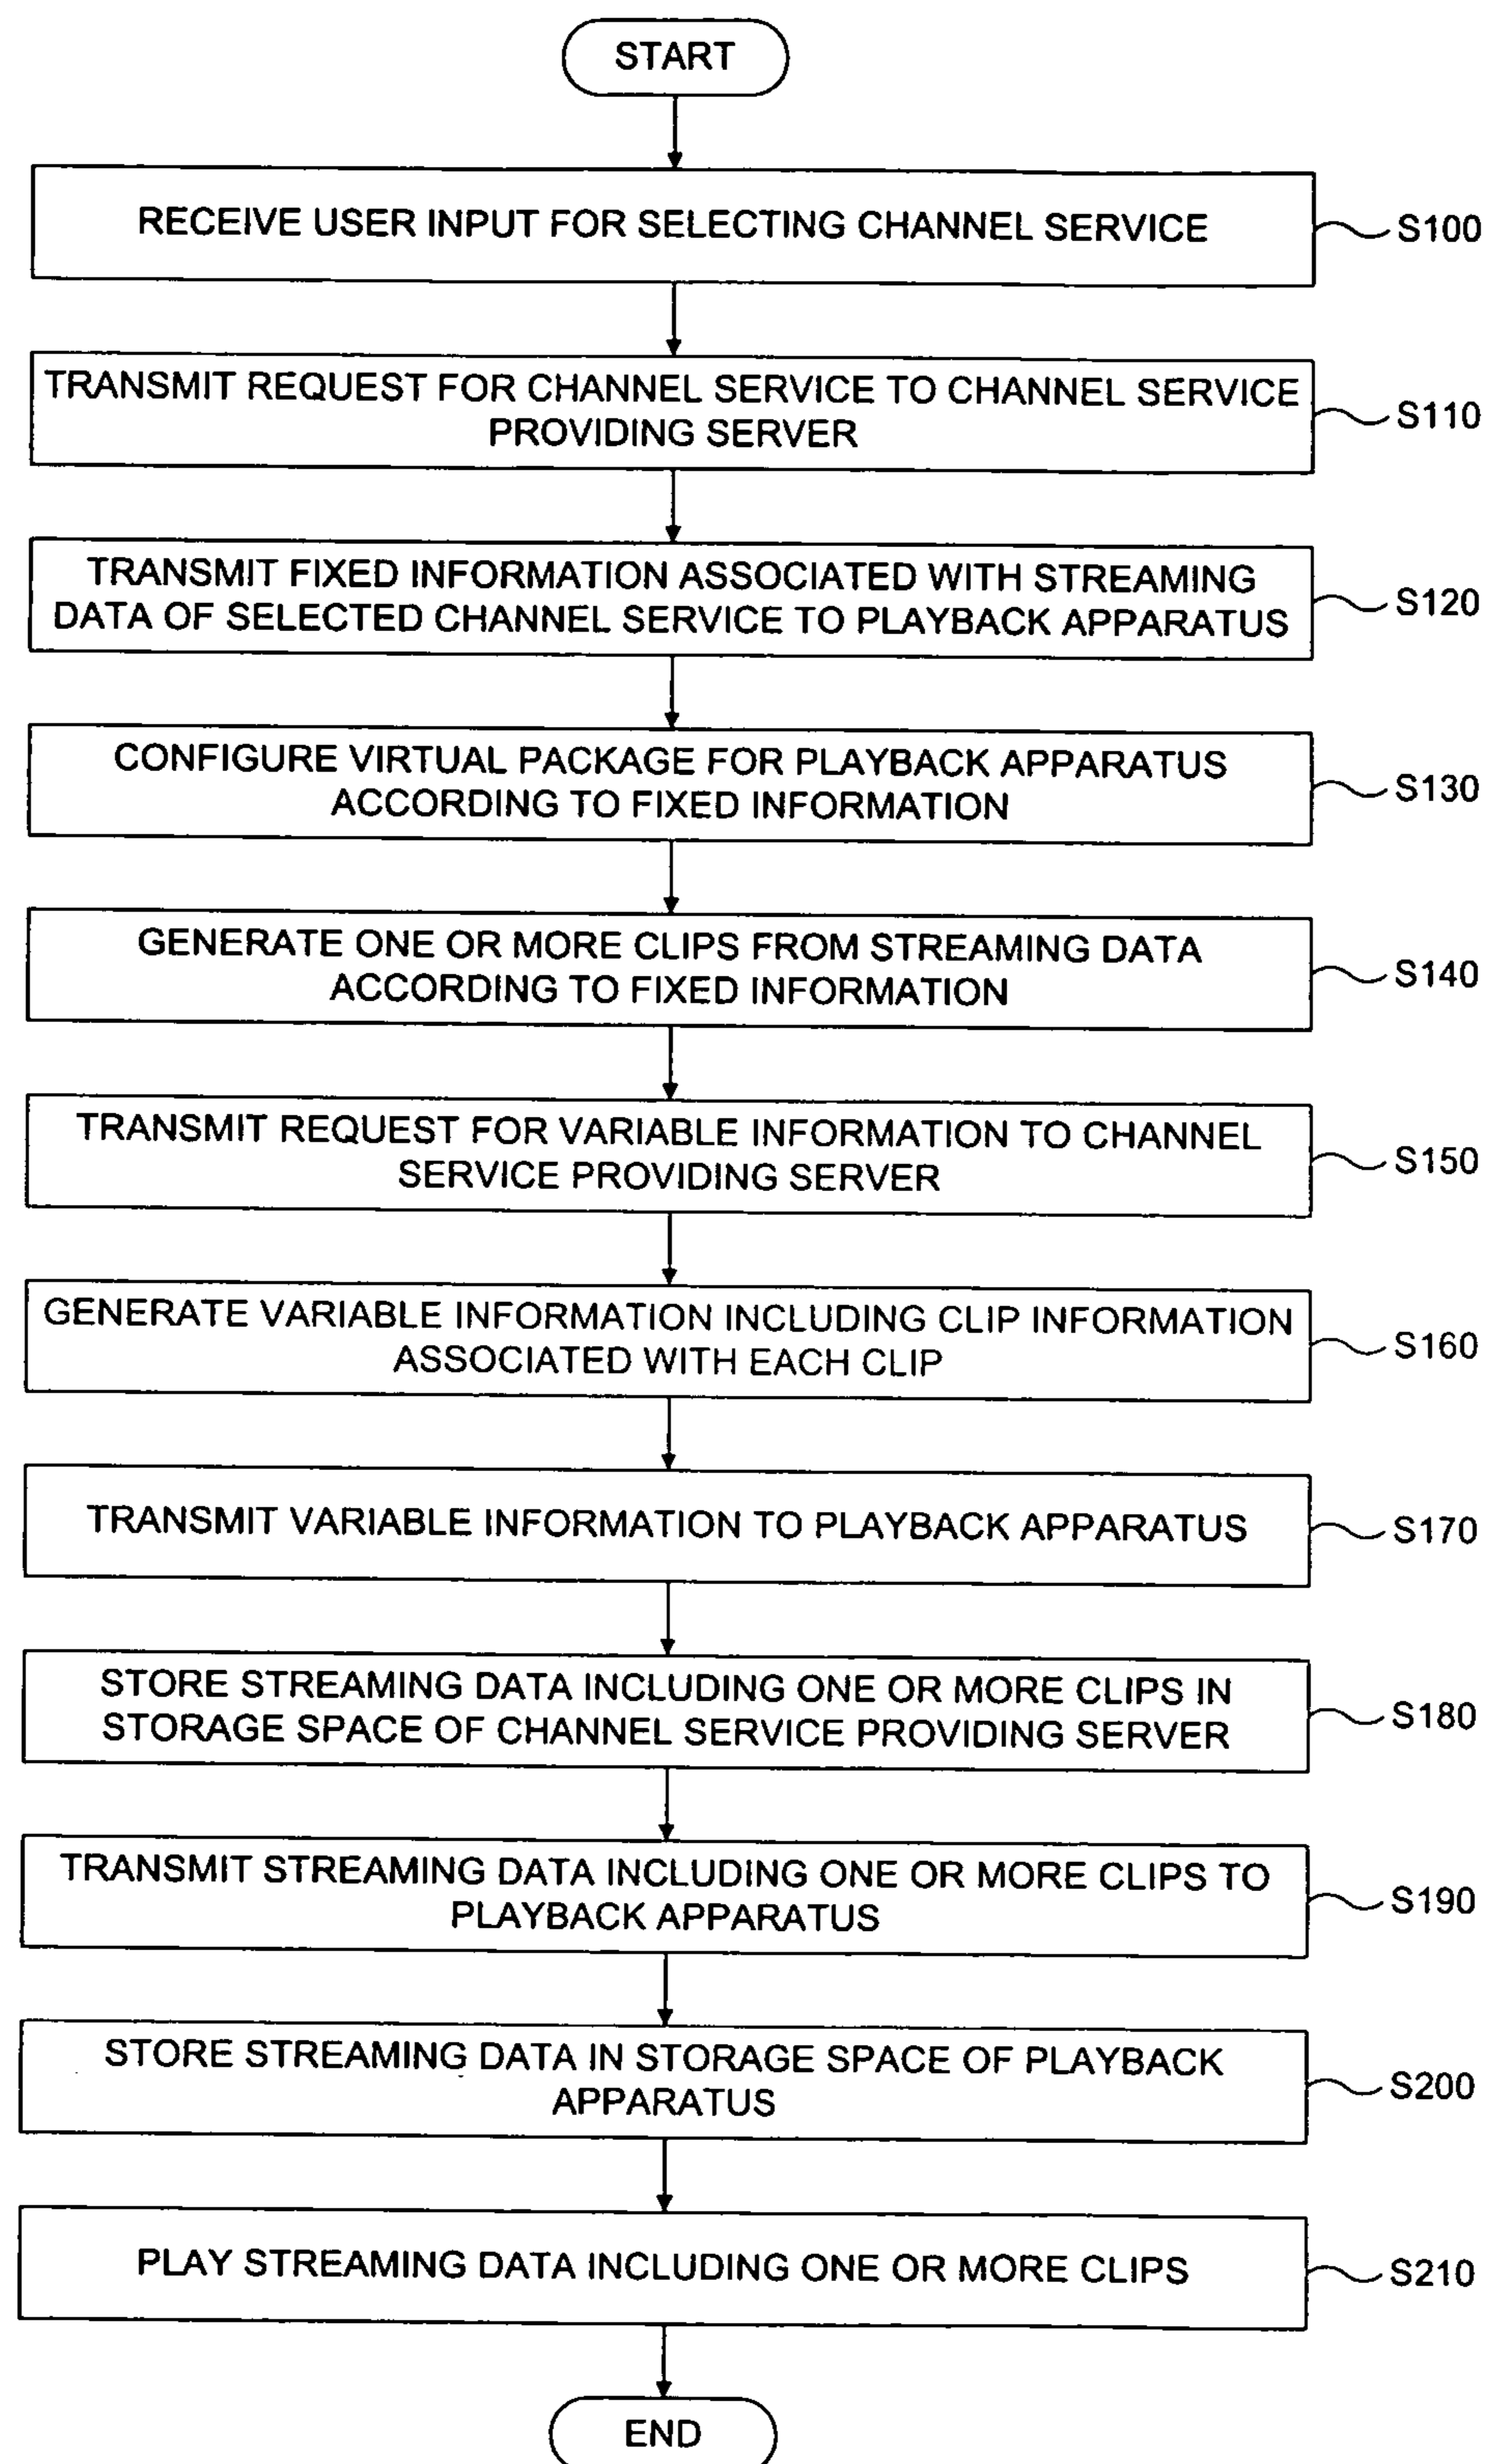 START
RECEIVE USER INPUT FOR SELECTING CHANNEL SERVICE
S100
TRANSMIT REQUEST FOR CHANNEL SERVICE TO CHANNEL SERVICE
PROVIDING SERVER
S110
TRANSMIT FIXED INFORMATION ASSOCIATED WITH STREAMING
DATA OF SELECTED CHANNEL SERVICE TO PLAYBACK APPARATUS
S120
CONFIGURE VIRTUAL PACKAGE FOR PLAYBACK APPARATUS
ACCORDING TO FIXED INFORMATION
S130
GENERATE ONE OR MORE CLIPS FROM STREAMING DATA
ACCORDING TO FIXED INFORMATION
S140
TRANSMIT REQUEST FOR VARIABLE INFORMATION TO CHANNEL
SERVICE PROVIDING SERVER
S150
GENERATE VARIABLE INFORMATION INCLUDING CLIP INFORMATION
ASSOCIATED WITH EACH CLIP
S160
TRANSMIT VARIABLE INFORMATION TO PLAYBACK APPARATUS
S170
STORE STREAMING DATA INCLUDING ONE OR MORE CLIPS IN
STORAGE SPACE OF CHANNEL SERVICE PROVIDING SERVER
S180
TRANSMIT STREAMING DATA INCLUDING ONE OR MORE CLIPS TO
PLAYBACK APPARATUS
S190
STORE STREAMING DATA IN STORAGE SPACE OF PLAYBACK
APPARATUS
S200
PLAY STREAMING DATA INCLUDING ONE OR MORE CLIPS
S210
END